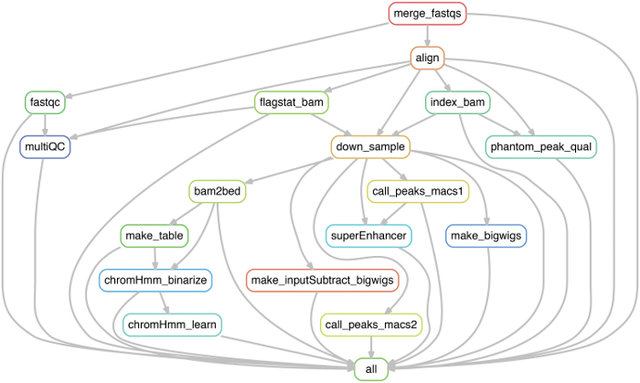 merge_fastqs
align
fastqc
flagstat_bam
index_bam
multiQC
down_sample
phantom_peak_qual
bam2bed
call_peaks_macs1
make_table
superEnhancer
make_bigwigs
chromHmm_binarize
make_inputSubtract_bigwigs
chromHmm_learn
call_peaks_macs2
all